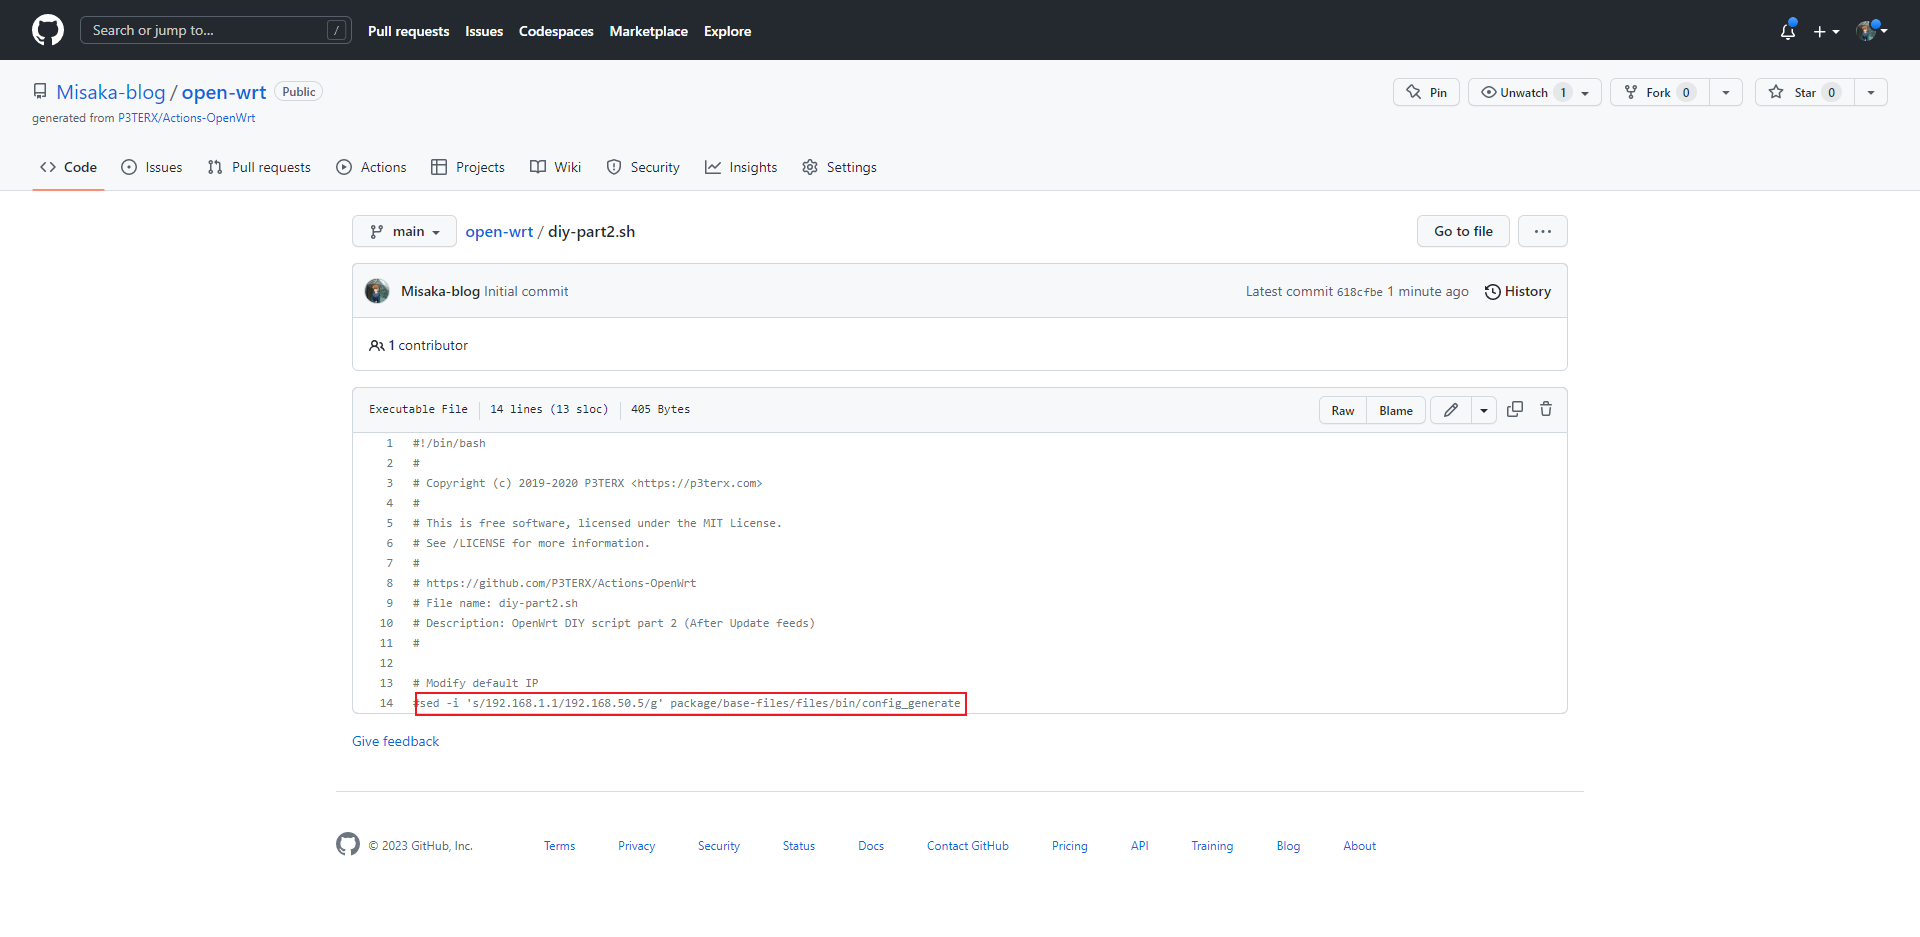 Search or jump to... /
Pull requests Issues Codespaces Marketplace Explore
Misaka-blog / open-wrt Public
Pin Unwatch 1 Fork 0 Star 0
generated from P3TERX/Actions-OpenWrt
Code Issues Pull requests Actions Projects Wiki Security Insights Settings
main open-wrt / diy-part2.sh Go to file ...
Misaka-blog Initial commit Latest commit 618cfbe 1 minute ago History
1 contributor
Executable File 14 lines (13 sloc) 405 Bytes Raw Blame
1 #!/bin/bash
2 #
3 # Copyright (c) 2019-2020 P3TERX <https://p3terx.com>
4 #
5 # This is free software, licensed under the MIT License.
6 # See /LICENSE for more information.
7 #
8 # https://github.com/P3TERX/Actions-OpenWrt
9 # File name: diy-part2.sh
10 # Description: OpenWrt DIY script part 2 (After Update feeds)
11 #
12
13 # Modify default IP
14 #sed -i 's/192.168.1.1/192.168.50.5/g' package/base-files/files/bin/config_generate
Give feedback
© 2023 GitHub, Inc. Terms Privacy Security Status Docs Contact GitHub Pricing API Training Blog About